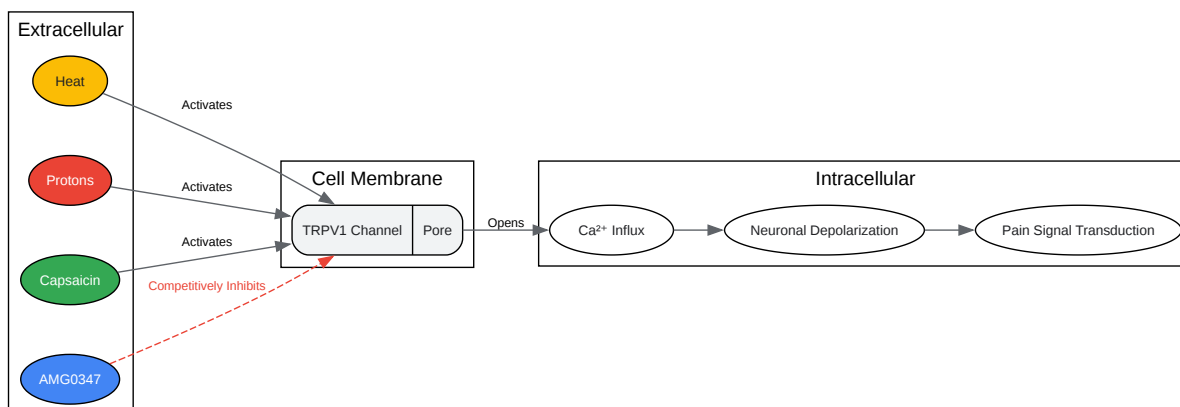 Extracellular
Heat
Activates
Protons
Activates
Capsaicin
Activates
Competitively Inhibits
AMG0347
Cell Membrane
TRPV1 Channel
Pore
Opens
Intracellular
Ca²⁺ Influx
Neuronal Depolarization
Pain Signal Transduction